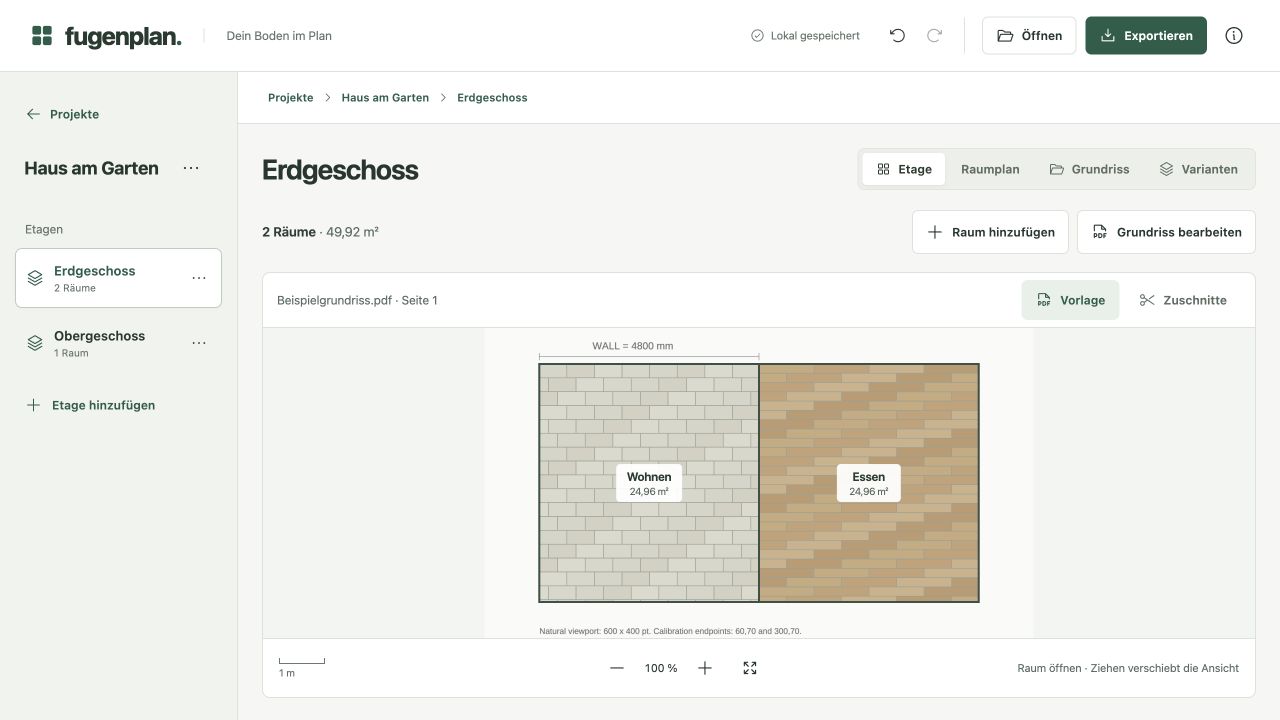 fugenplan.
Dein Boden im Plan
Lokal gespeichert
Öffnen
Exportieren
Projekte
Haus am Garten
Etagen
Erdgeschoss
2 Räume
Obergeschoss
1 Raum
Etage hinzufügen
Projekte > Haus am Garten > Erdgeschoss
Erdgeschoss
Etage
Raumplan
Grundriss
Varianten
2 Räume · 49,92 m²
Raum hinzufügen
PDF Grundriss bearbeiten
Beispielgrundriss.pdf · Seite 1
PDF Vorlage
Zuschnitte
WALL = 4800 mm
Wohnen
24,96 m²
Essen
24,96 m²
Natural viewport: 600 x 400 pt. Calibration endpoints: 60,70 and 300,70.
1 m
100 %
Raum öffnen · Ziehen verschiebt die Ansicht